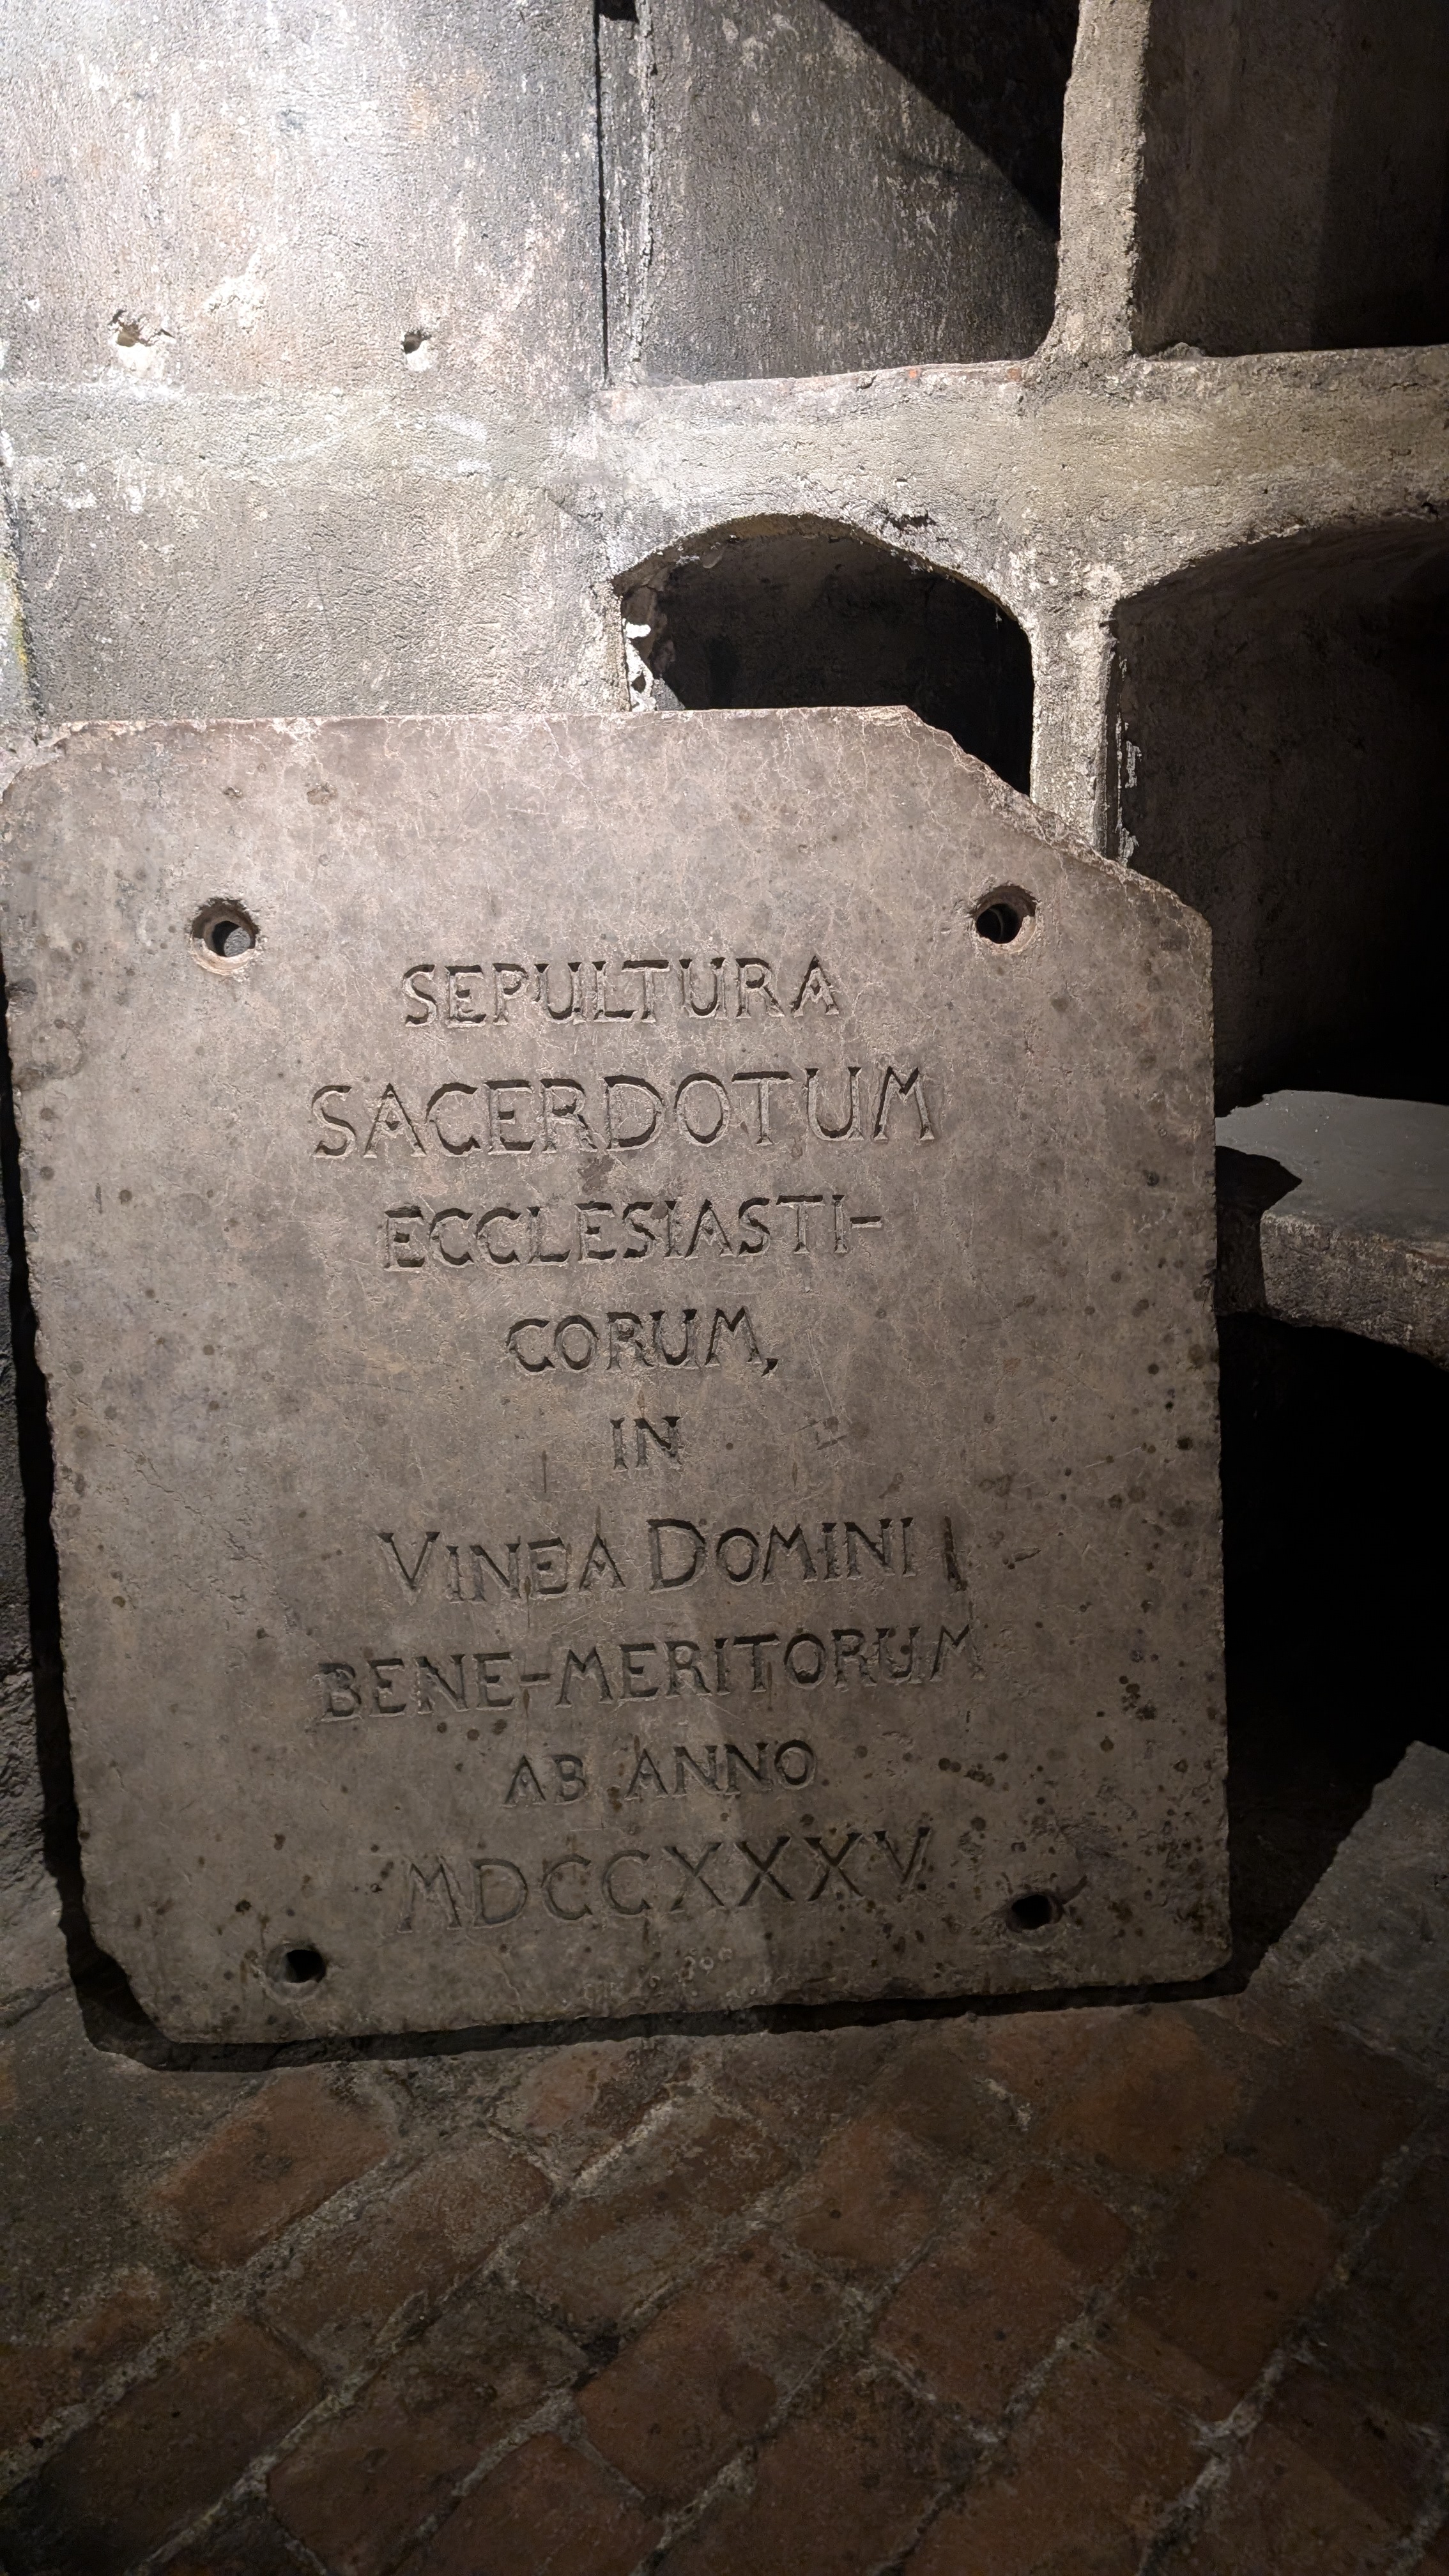 SEPULTURA
SACERDOTUM
ECCLESIASTI-
CORUM,
IN
VINEA DOMINI
BENE-MERITORUM
AB ANNO
MDCCXXXV